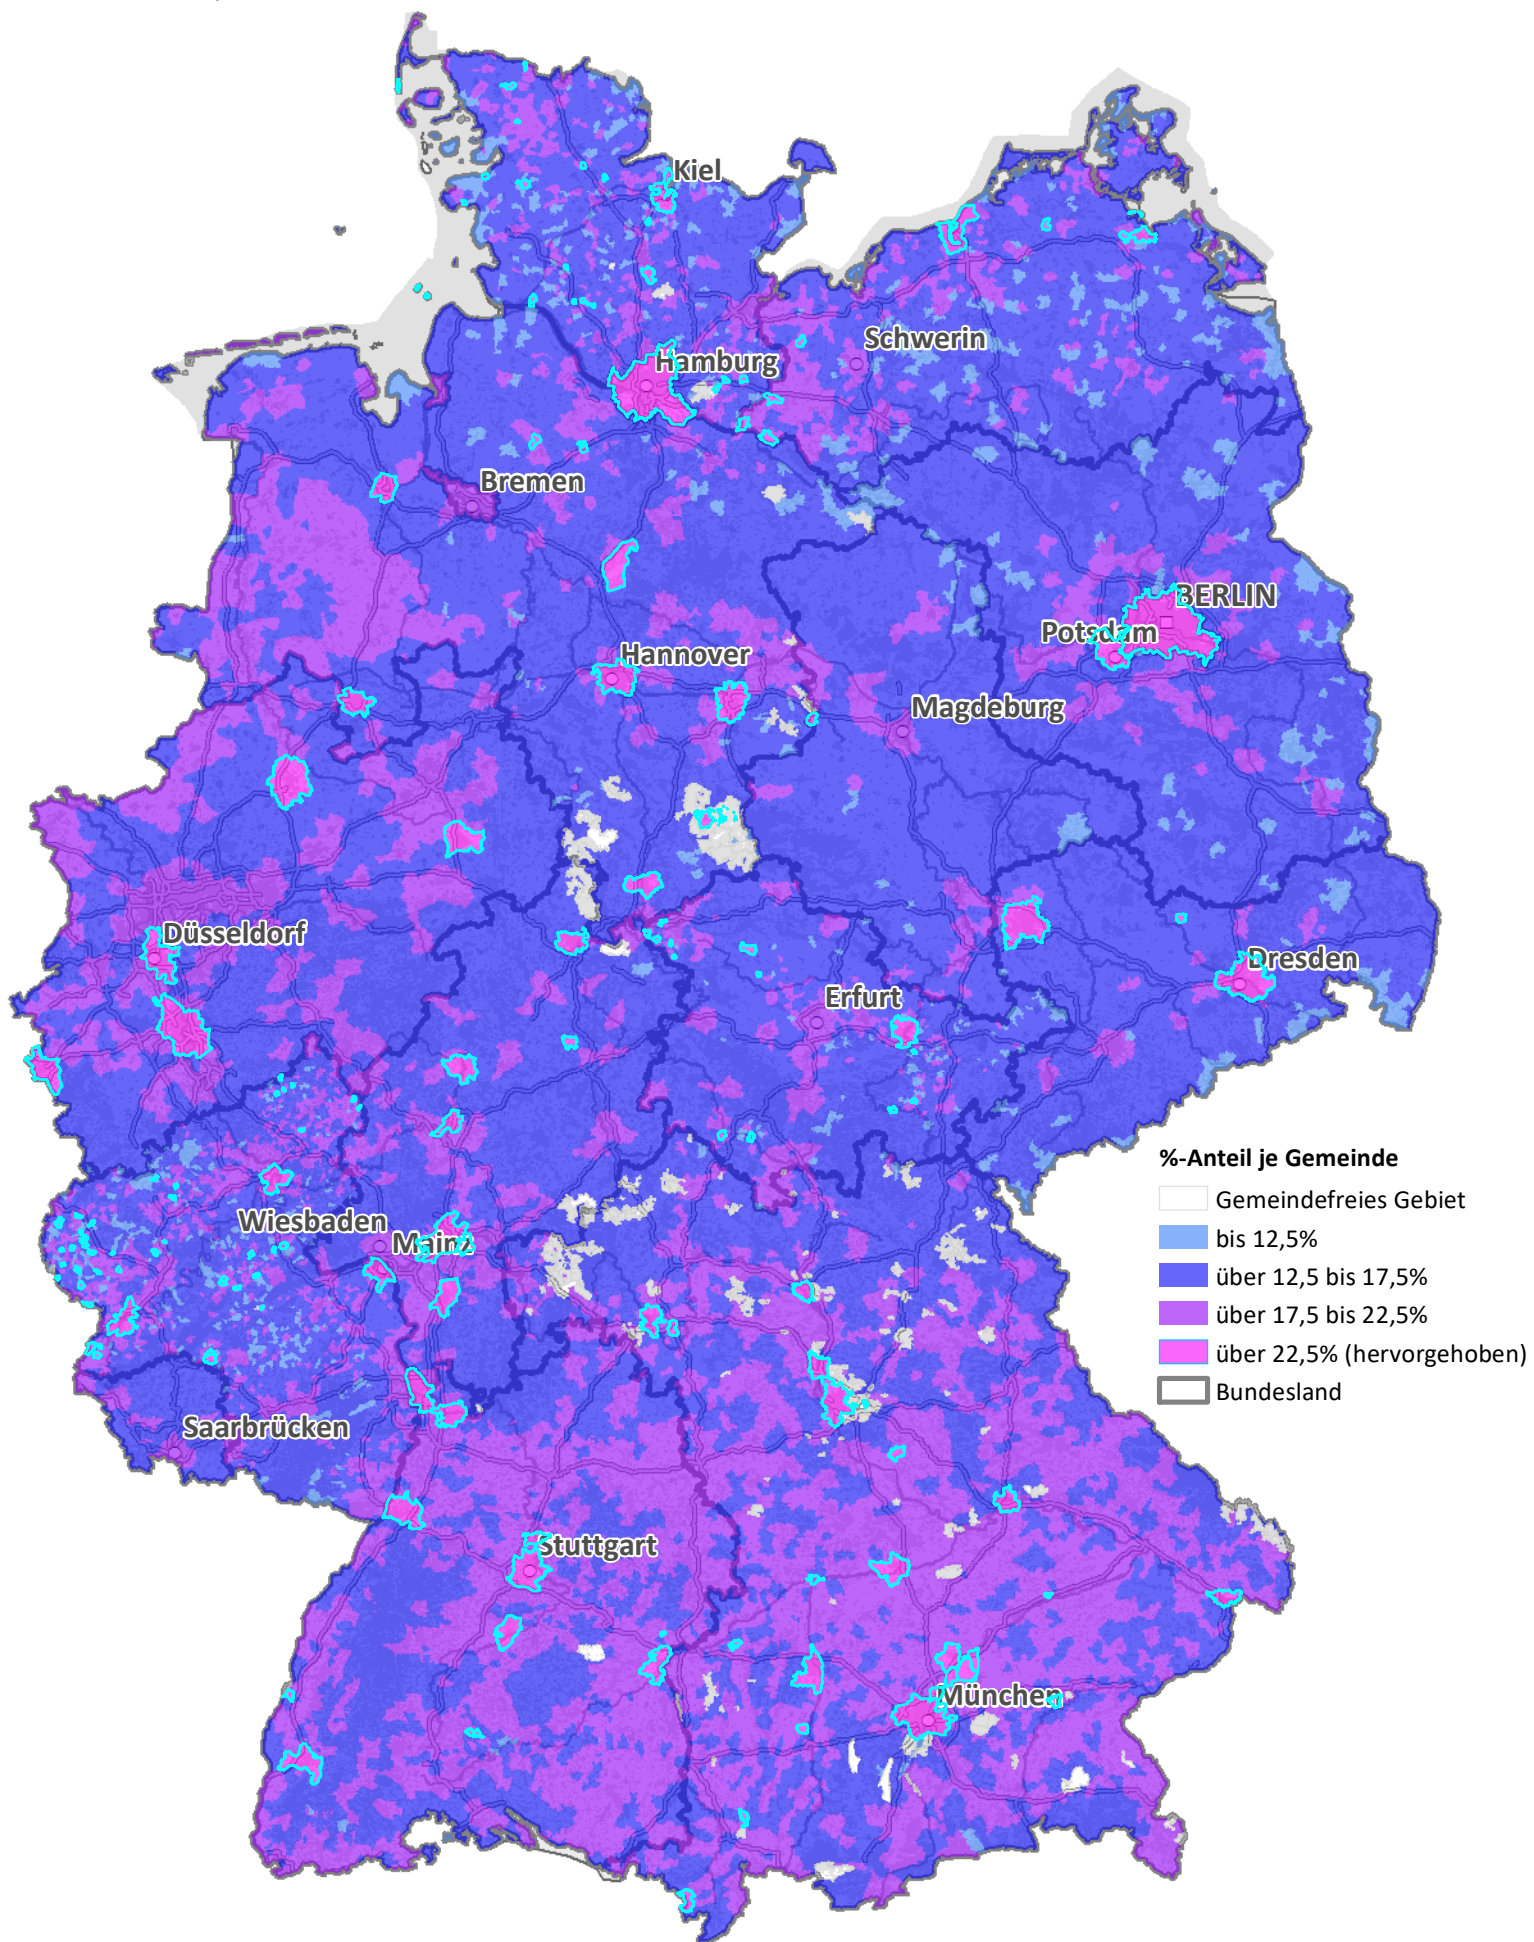 Kiel
Schwerin
Hamburg
Bremen
BERLIN
Potsdam
Hannover
Magdeburg
Düsseldorf
Dresden
Erfurt
%-Anteil je Gemeinde
Gemeindefreies Gebiet
bis 12,5%
über 12,5 bis 17,5%
über 17,5 bis 22,5%
über 22,5% (hervorgehoben)
Bundesland
Wiesbaden
Mainz
Saarbrücken
Stuttgart
München